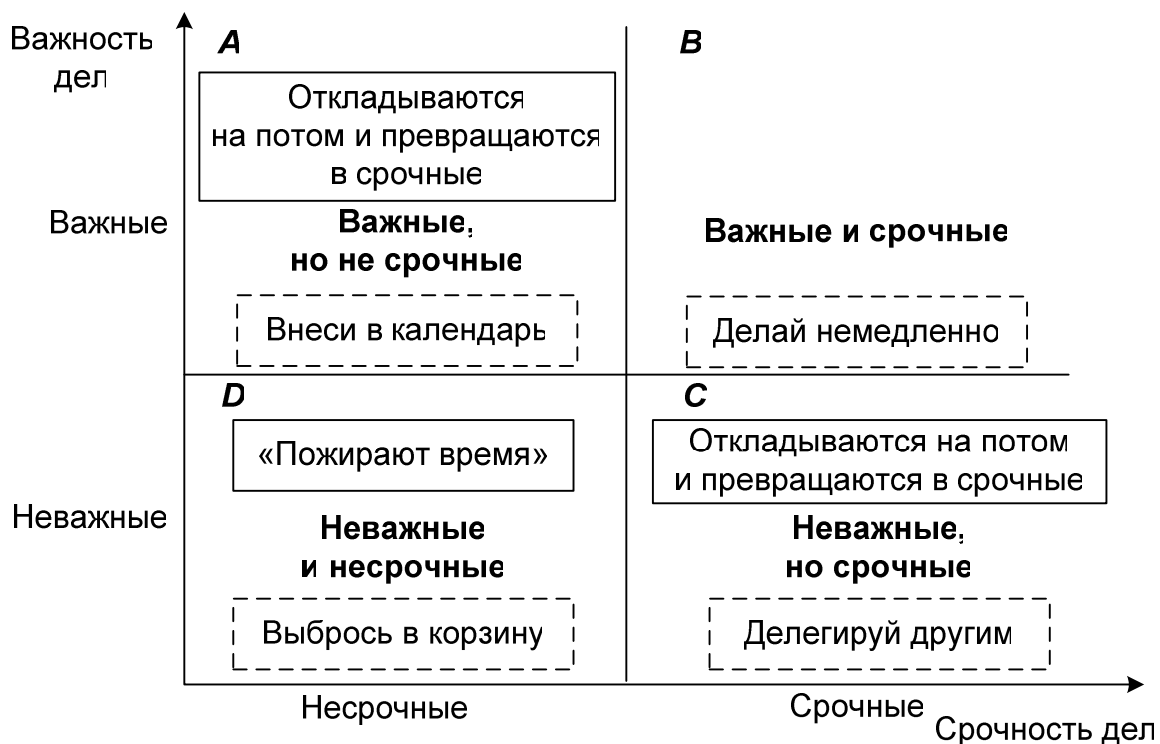 Важность
дел
A
Откладываются
на потом и превращаются
в срочные
Важные
Важные,
но не срочные
Внеси в календарь
B
Важные и срочные
Делай немедленно
D
«Пожирают время»
Неважные
Неважные
и несрочные
Выбрось в корзину
C
Откладываются на потом
и превращаются в срочные
Неважные,
но срочные
Делегируй другим
Несрочные
Срочные
Срочность дел